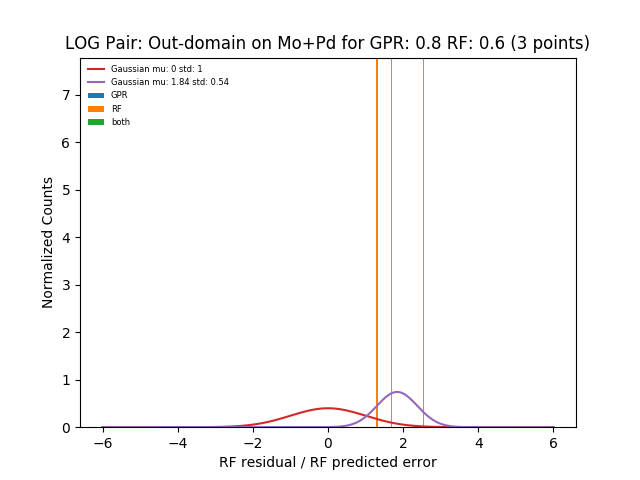 LOG Pair: Out-domain on Mo+Pd for GPR: 0.8 RF: 0.6 (3 points)
Gaussian mu: 0 std: 1
Gaussian mu: 1.84 std: 0.54
GPR
RF
both
Normalized Counts
7
6
5
4
3
2
1
0
−6
−4
−2
0
2
4
6
RF residual / RF predicted error